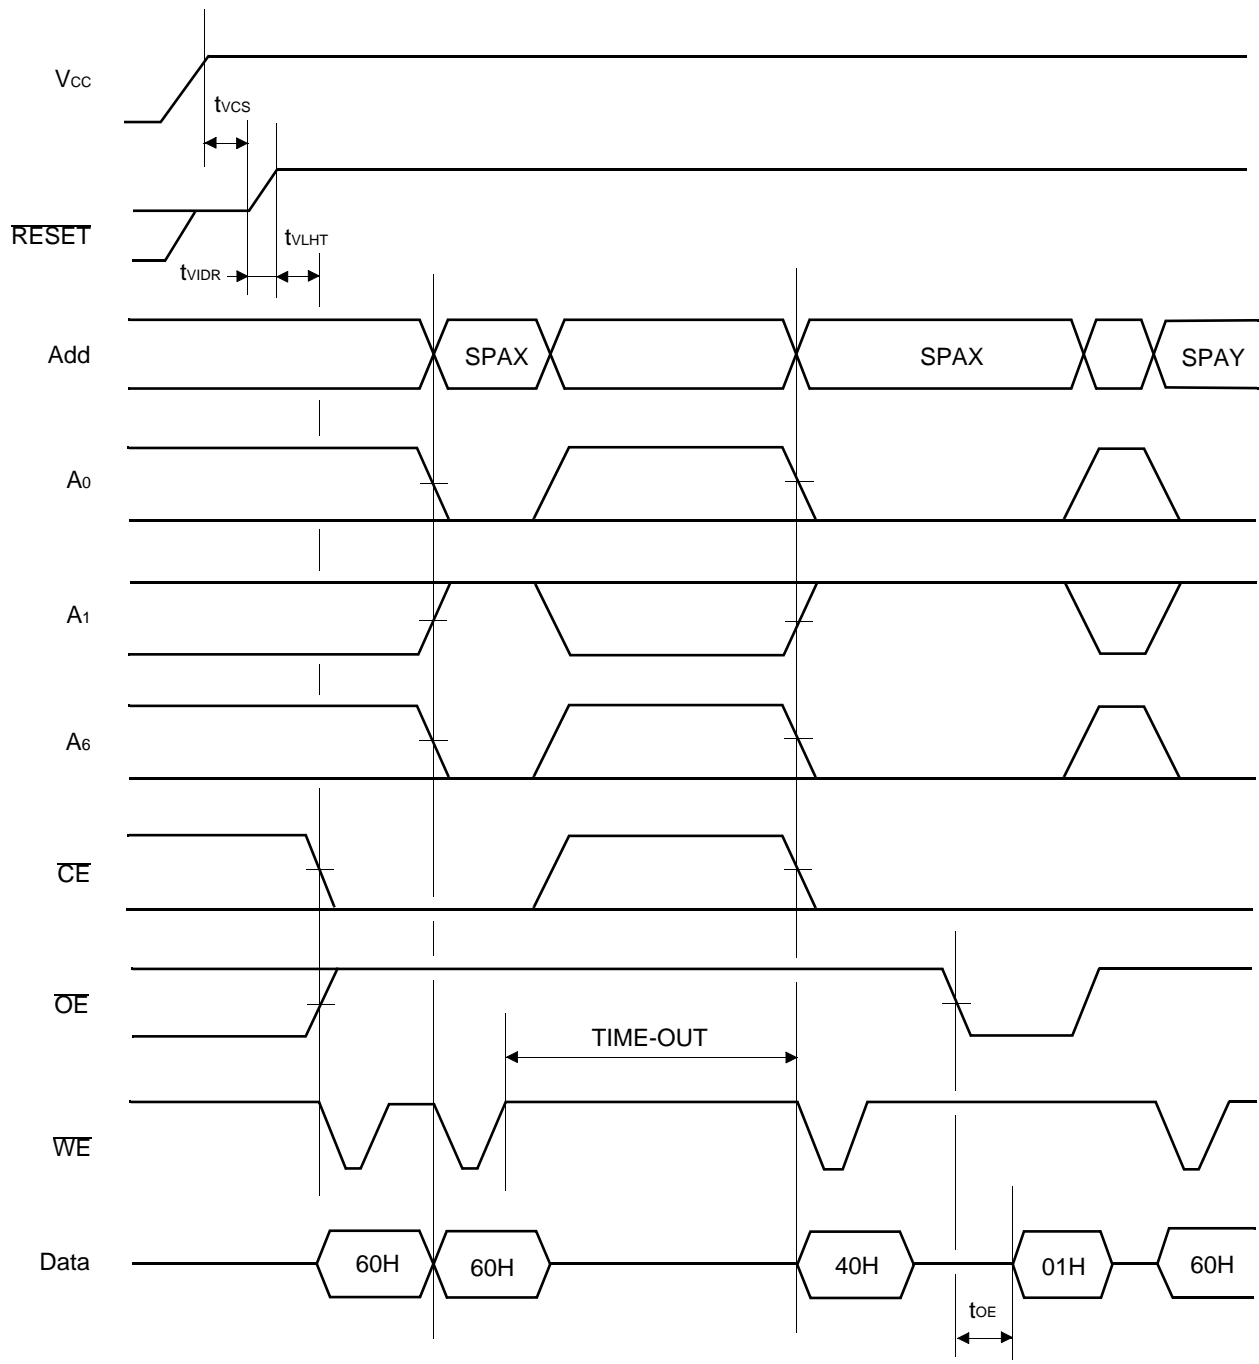 VCC
tVCS
RESET
tVLHT
tVIDR
Add
SPAX
SPAX
SPAY
A0
A1
A6
CE
OE
TIME-OUT
WE
Data
60H
60H
40H
01H
60H
tOE